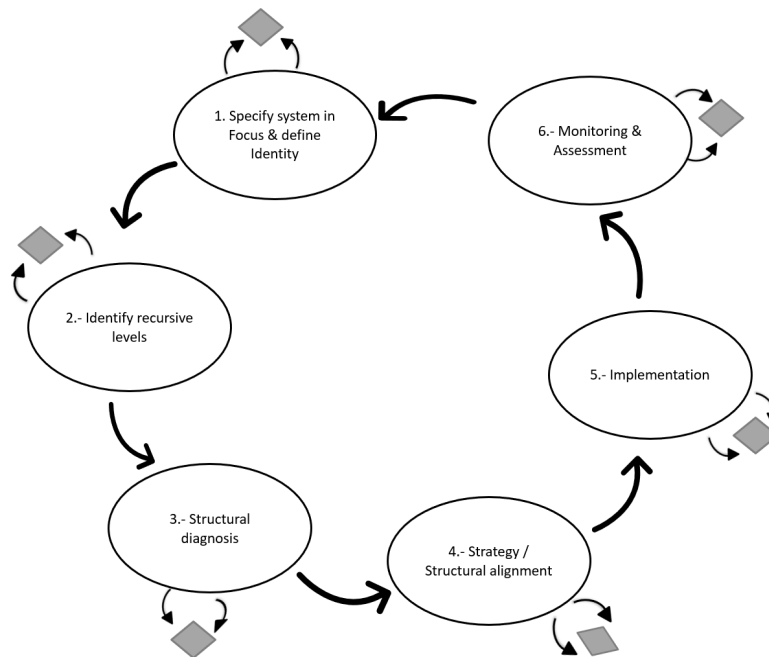 1. Specify system in
Focus & define
Identity
2.- Identify recursive
levels
3.- Structural
diagnosis
4.- Strategy /
Structural alignment
5.- Implementation
6.- Monitoring &
Assessment